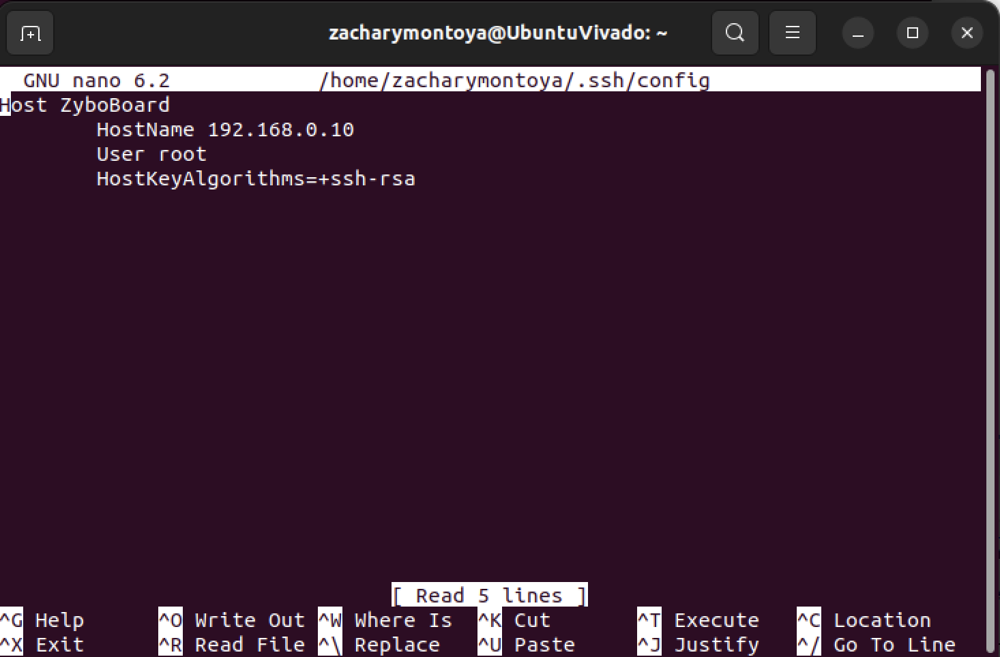 zacharymontoya@UbuntuVivado: ~
GNU nano 6.2 /home/zacharymontoya/.ssh/config
Host ZyboBoard
HostName 192.168.0.10
User root
HostKeyAlgorithms=+ssh-rsa
[ Read 5 lines ]
^G Help ^O Write Out ^W Where Is ^K Cut ^T Execute ^C Location
^X Exit ^R Read File ^\ Replace ^U Paste ^J Justify ^/ Go To Line